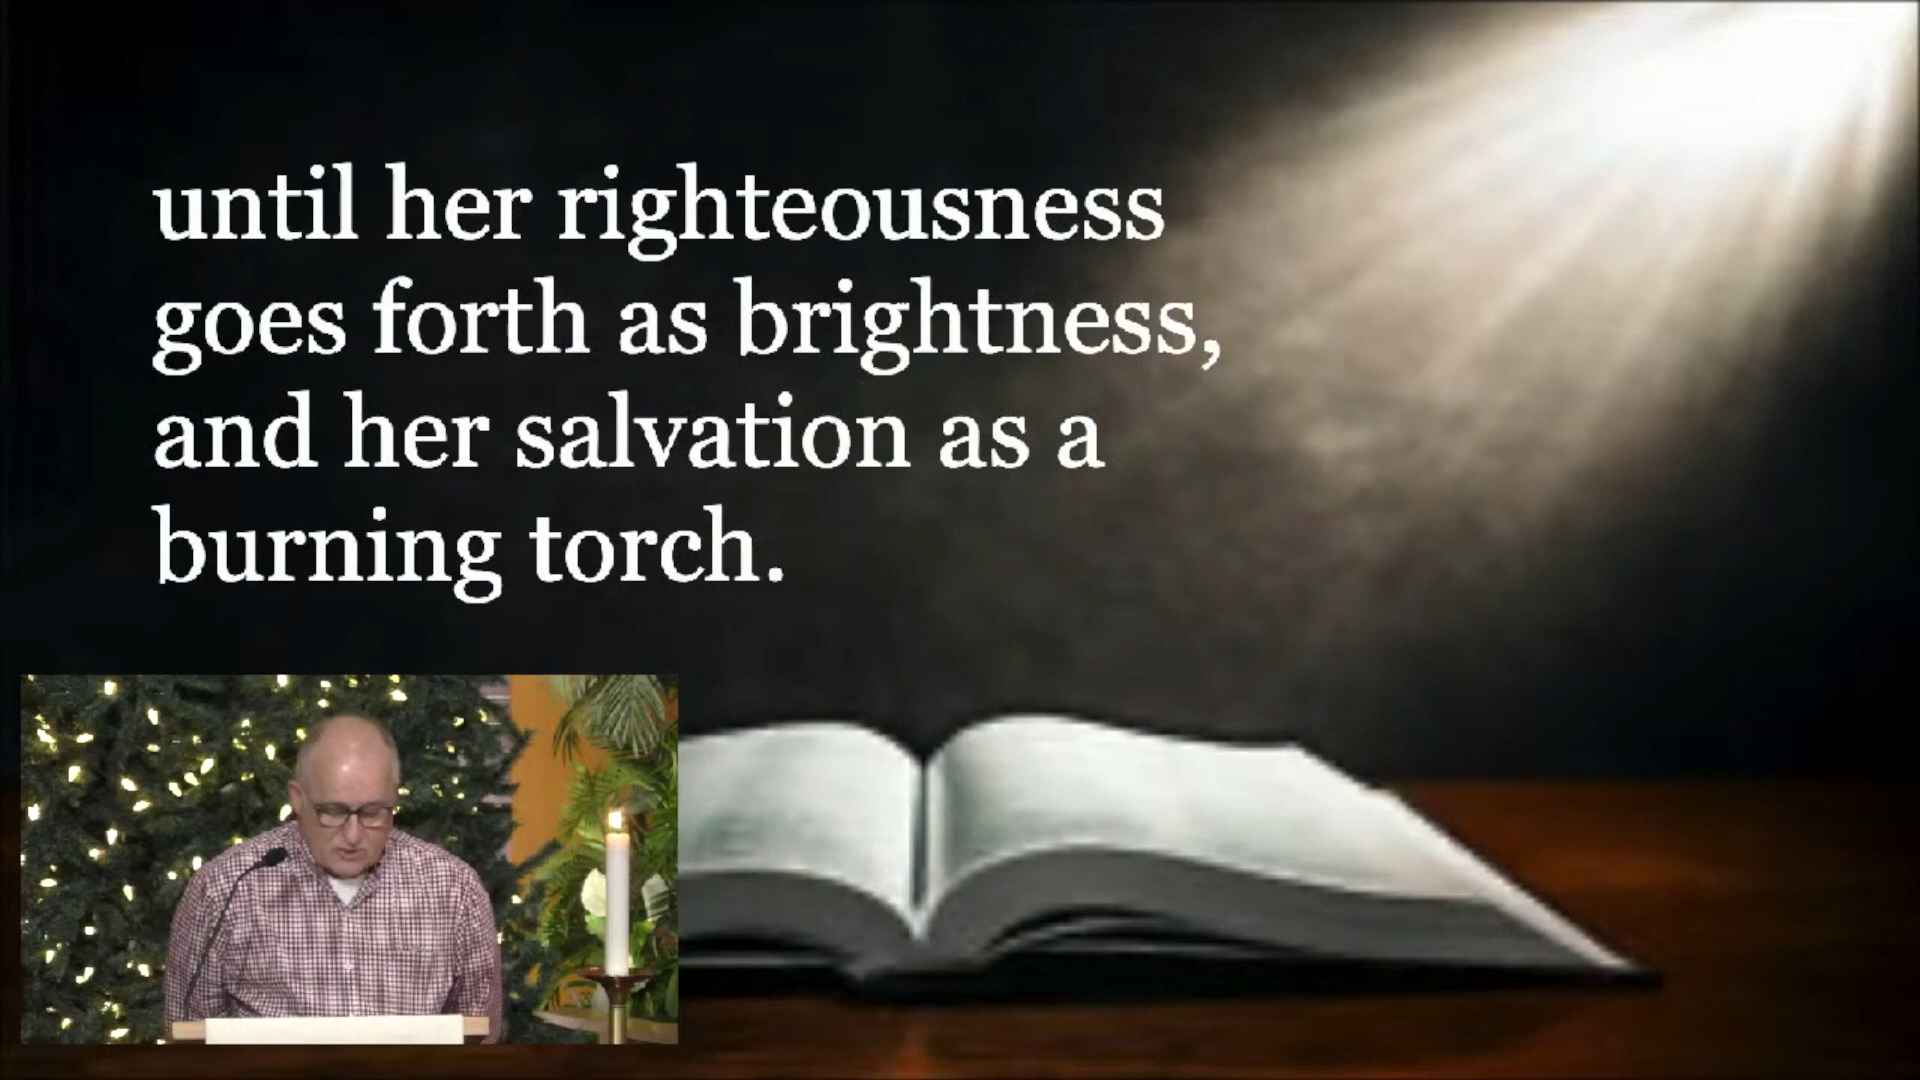 until her righteousness
goes forth as brightness,
and her salvation as a
burning torch.